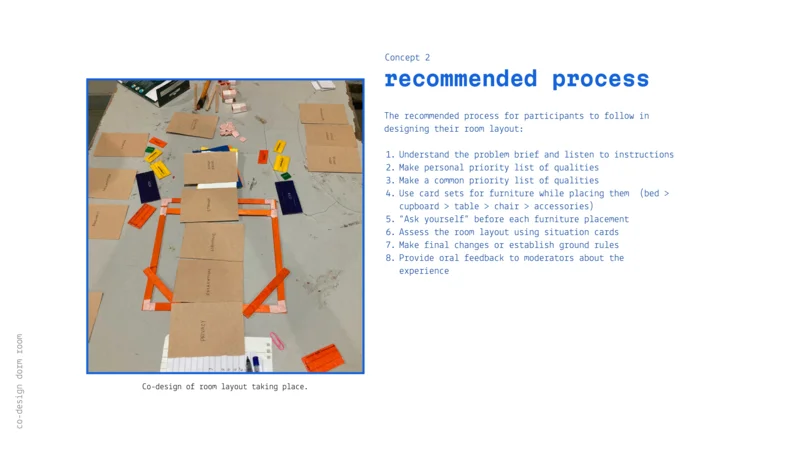 Concept 2
recommended process
The recommended process for participants to follow in
designing their room layout:
1. Understand the problem brief and listen to instructions
2. Make personal priority list of qualities
3. Make a common priority list of qualities
4. Use card sets for furniture while placing them (bed >
cupboard > table > chair > accessories)
5. "Ask yourself" before each furniture placement
6. Assess the room layout using situation cards
7. Make final changes or establish ground rules
8. Provide oral feedback to moderators about the
experience
Co-design of room layout taking place.
co-design dorm room